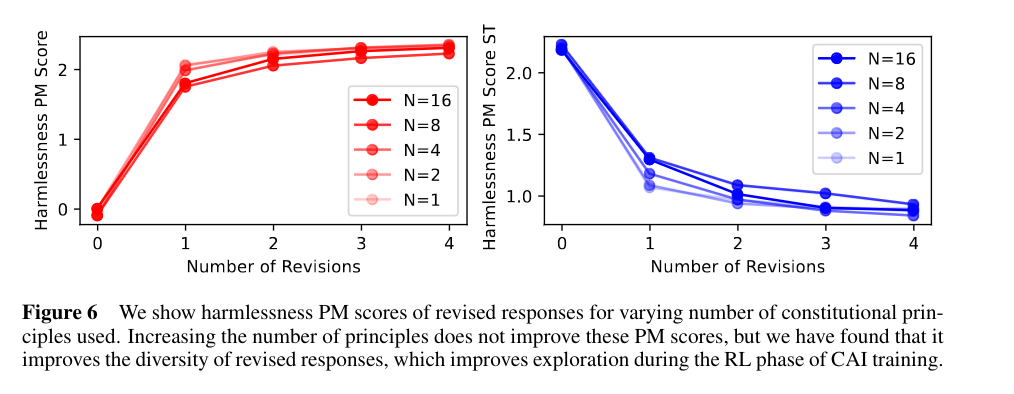 Harmlessness PM Score
2
1
0
N=16
N=8
N=4
N=2
N=1
0 1 2 3 4
Number of Revisions
Harmlessness PM Score ST
2.0
1.5
1.0
N=16
N=8
N=4
N=2
N=1
0 1 2 3 4
Number of Revisions
Figure 6 We show harmlessness PM scores of revised responses for varying number of constitutional prin-
ciples used. Increasing the number of principles does not improve these PM scores, but we have found that it
improves the diversity of revised responses, which improves exploration during the RL phase of CAI training.